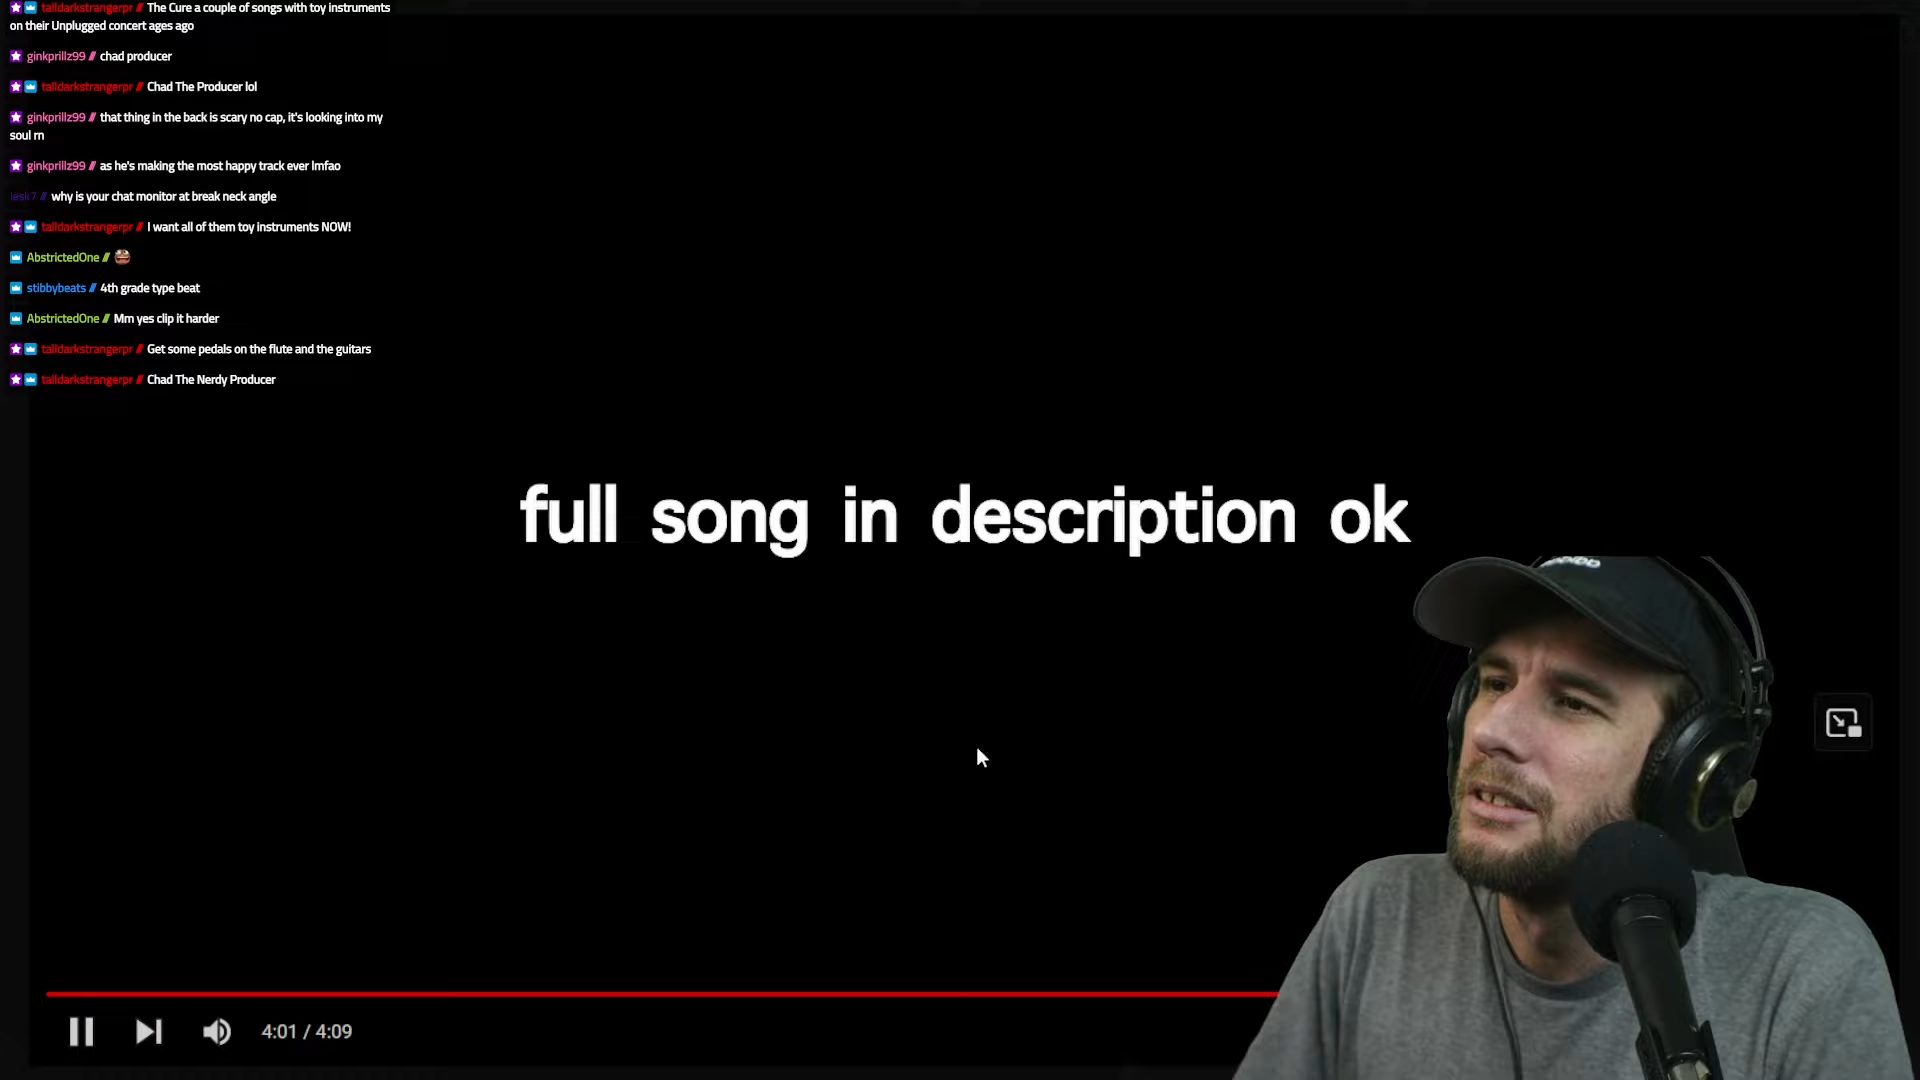 talldarkstrangerpr // The Cure a couple of songs with toy instruments
on their Unplugged concert ages ago
ginkprillz99 // chad producer
talldarkstrangerpr // Chad The Producer lol
ginkprillz99 // that thing in the back is scary no cap, it's looking into my
soul rn
ginkprillz99 // as he's making the most happy track ever lmfao
lesk7 // why is your chat monitor at break neck angle
talldarkstrangerpr // I want all of them toy instruments NOW!
AbstrictedOne //
stibbybeats // 4th grade type beat
AbstrictedOne // Mm yes clip it harder
talldarkstrangerpr // Get some pedals on the flute and the guitars
talldarkstrangerpr // Chad The Nerdy Producer
full song in description ok
4:01 / 4:09